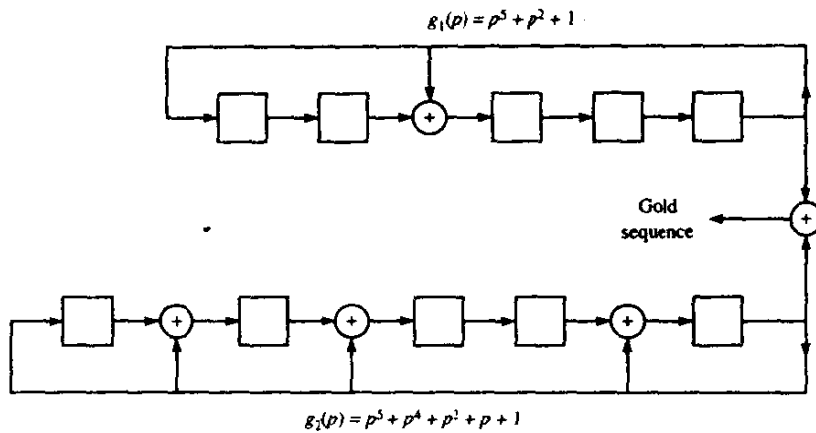 g₁(p) = p⁵ + p² + 1
+
Gold
sequence
+
+
+
+
g₂(p) = p⁵ + p⁴ + p² + p + 1